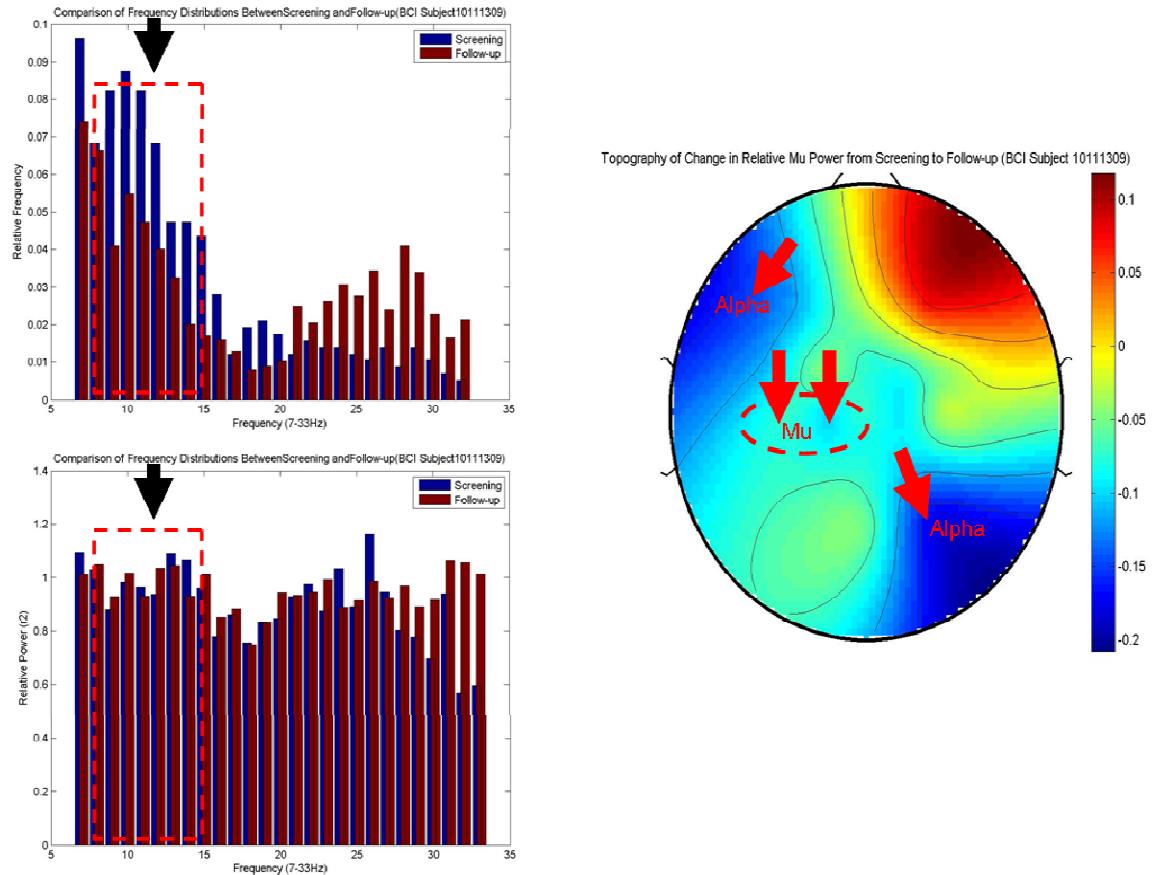 Comparison of Frequency Distributions BetweenScreening andFollow-up(BCI Subject10111309)
Screening
Follow-up
0.1
0.09
0.08
0.07
0.06
0.05
0.04
0.03
0.02
0.01
0
Relative Frequency
5 10 15 20 25 30 35
Frequency (7-33Hz)
Comparison of Frequency Distributions BetweenScreening andFollow-up(BCI Subject10111309)
Screening
Follow-up
1.4
1.2
1
0.8
0.6
0.4
0.2
0
Relative Power (r2)
5 10 15 20 25 30 35
Frequency (7-33Hz)
Topography of Change in Relative Mu Power from Screening to Follow-up (BCI Subject 10111309)
Alpha
Mu
Alpha
0.1
0.05
0
-0.05
-0.1
-0.15
-0.2